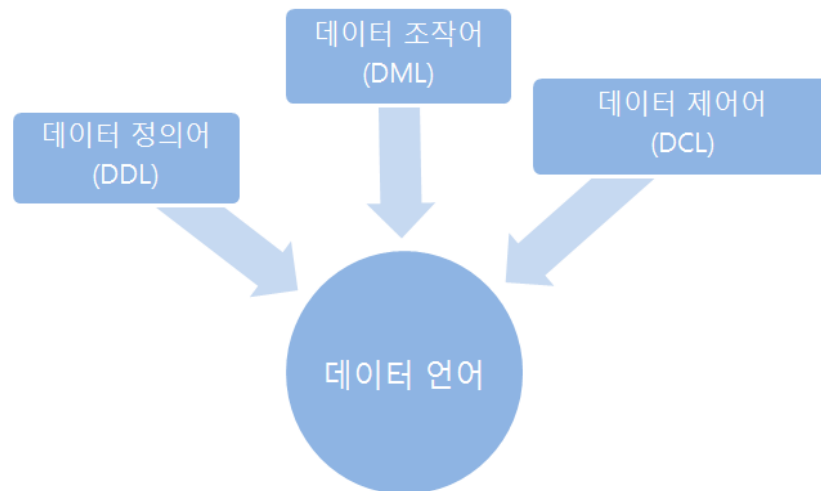 데이터 정의어
(DDL)
데이터 조작어
(DML)
데이터 제어어
(DCL)
데이터 언어